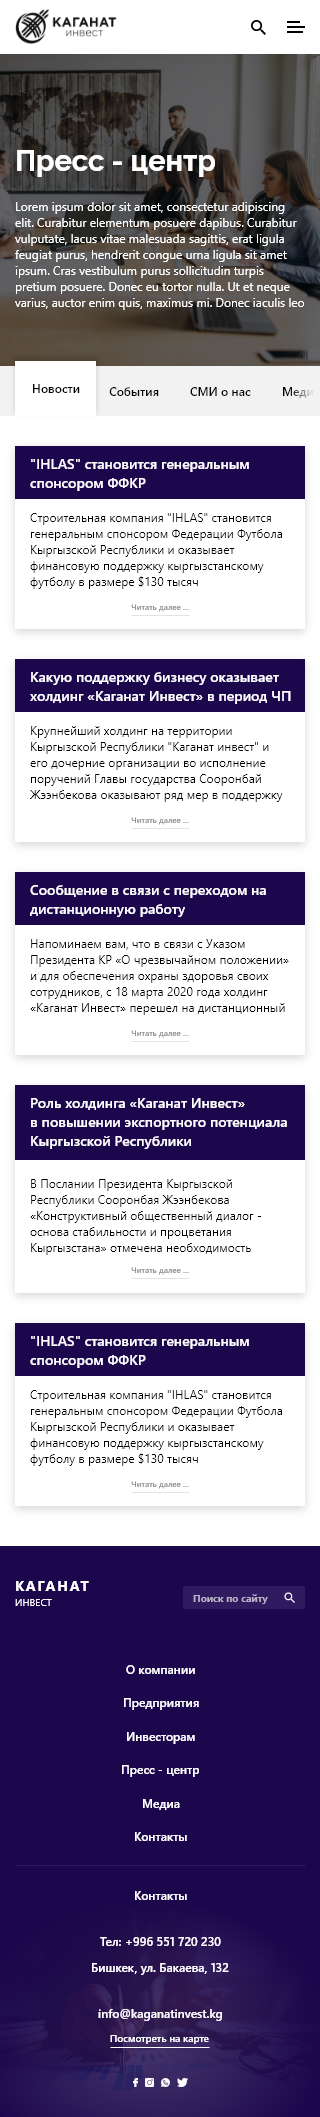 КАГАНАТ
ИНВЕСТ
Пресс - центр
Lorem ipsum dolor sit amet, consectetur adipiscing
elit. Curabitur elementum posuere dapibus. Curabitur
vulputate, lacus vitae malesuada sagittis, erat ligula
feugiat purus, hendrerit congue urna ligula sit amet
ipsum. Cras vestibulum purus sollicitudin turpis
pretium posuere. Donec eu tortor nulla. Ut et neque
varius, auctor enim quis, maximus mi. Donec iaculis leo
Новости События СМИ о нас Меди
"IHLAS" становится генеральным
спонсором ФФКР
Строительная компания "IHLAS" становится
генеральным спонсором Федерации Футбола
Кыргызской Республики и оказывает
финансовую поддержку кыргызстанскому
футболу в размере $130 тысяч
Читать далее ...
Какую поддержку бизнесу оказывает
холдинг «Каганат Инвест» в период ЧП
Крупнейший холдинг на территории
Кыргызской Республики "Каганат инвест" и
его дочерние организации во исполнение
поручений Главы государства Сооронбай
Жээнбекова оказывают ряд мер в поддержку
Читать далее ...
Сообщение в связи с переходом на
дистанционную работу
Напоминаем вам, что в связи с Указом
Президента КР «О чрезвычайном положении»
и для обеспечения охраны здоровья своих
сотрудников, с 18 марта 2020 года холдинг
«Каганат Инвест» перешел на дистанционный
Читать далее ...
Роль холдинга «Каганат Инвест»
в повышении экспортного потенциала
Кыргызской Республики
В Послании Президента Кыргызской
Республики Сооронбая Жээнбекова
«Конструктивный общественный диалог -
основа стабильности и процветания
Кыргызстана» отмечена необходимость
Читать далее ...
"IHLAS" становится генеральным
спонсором ФФКР
Строительная компания "IHLAS" становится
генеральным спонсором Федерации Футбола
Кыргызской Республики и оказывает
финансовую поддержку кыргызстанскому
футболу в размере $130 тысяч
Читать далее ...
КАГАНАТ
ИНВЕСТ
Поиск по сайту
О компании
Предприятия
Инвесторам
Пресс - центр
Медиа
Контакты
Контакты
Тел: +996 551 720 230
Бишкек, ул. Бакаева, 132
info@kaganatinvest.kg
Посмотреть на карте